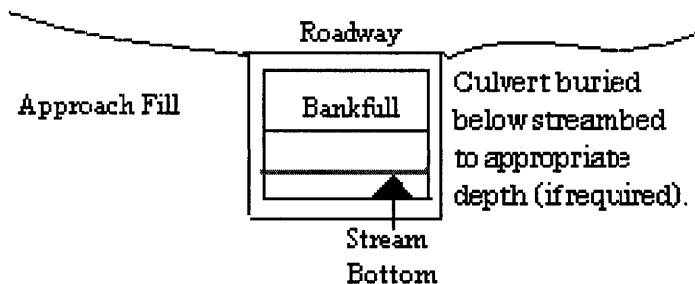 Roadway
Approach Fill
Bankfull
Culvert buried
below streambed
to appropriate
depth (if required).
Stream
Bottom